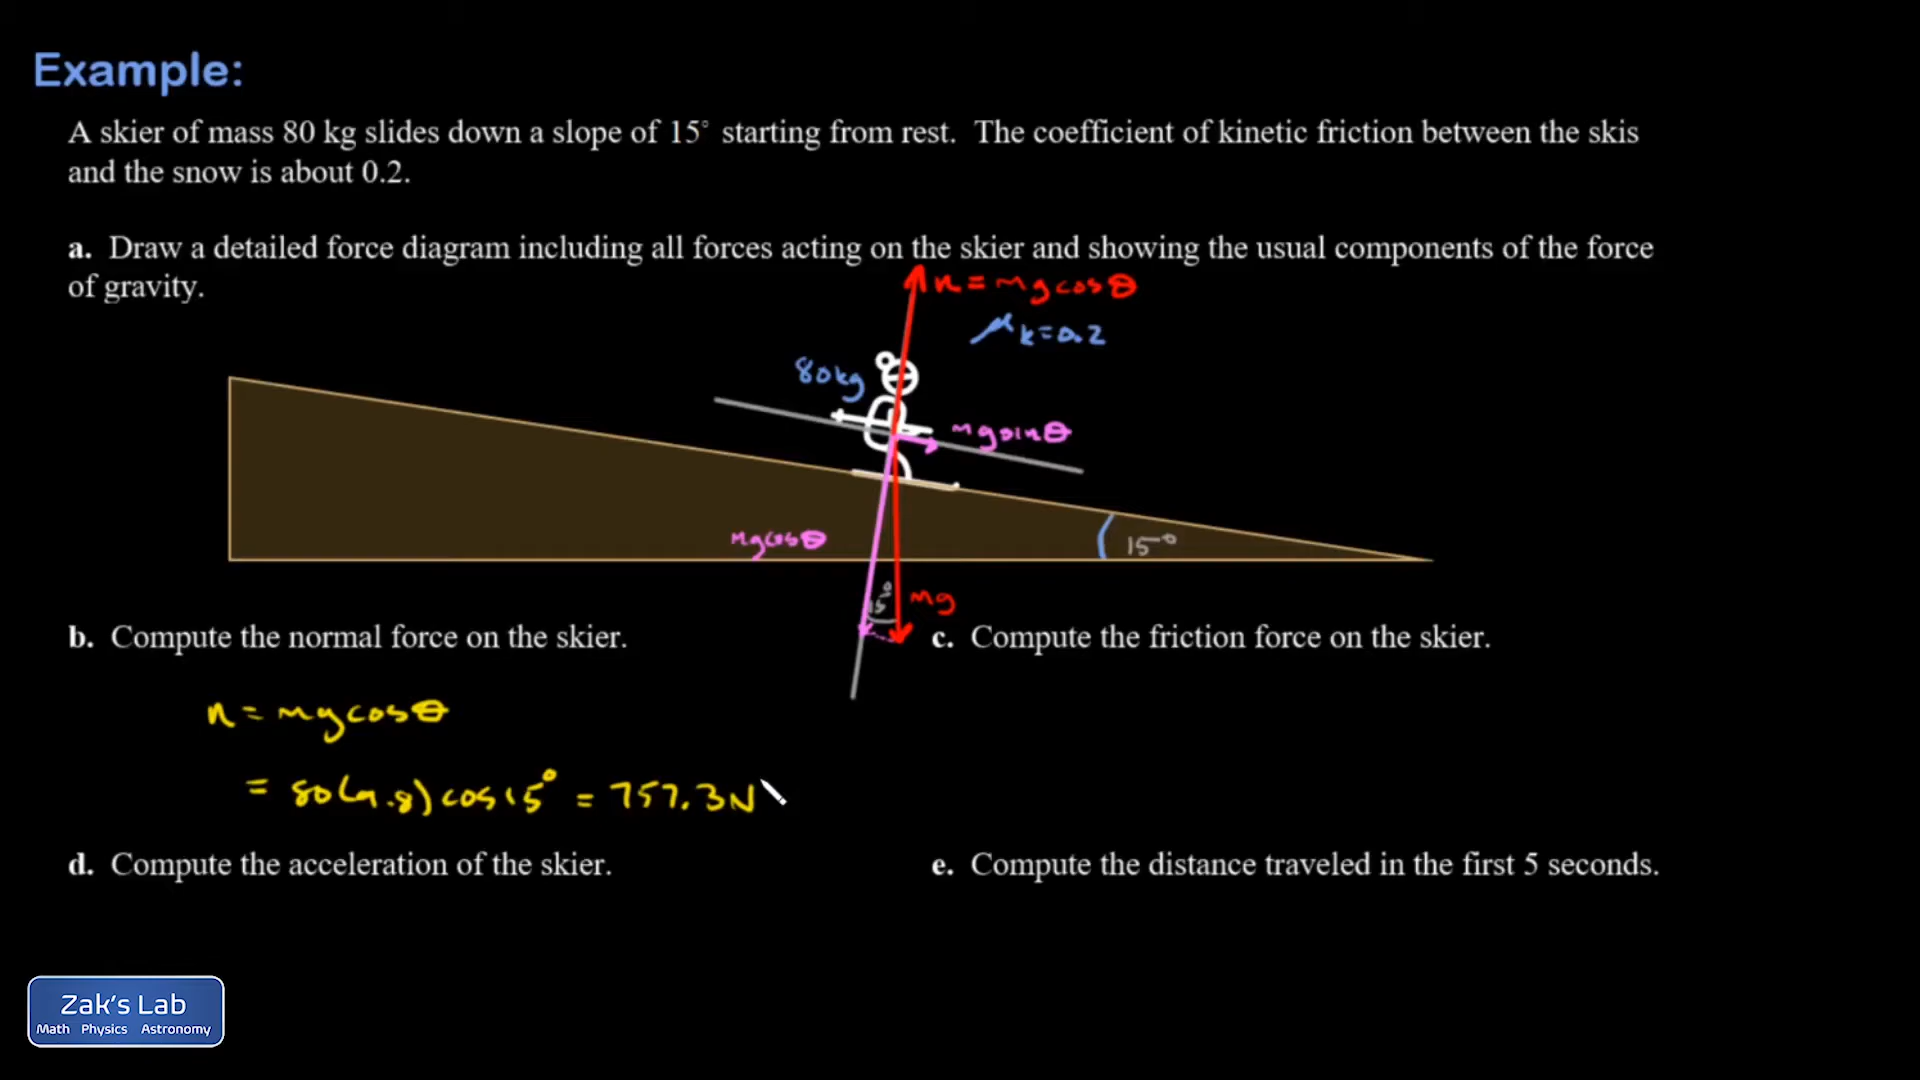 Example:
A skier of mass 80 kg slides down a slope of 15° starting from rest. The coefficient of kinetic friction between the skis
and the snow is about 0.2.
a. Draw a detailed force diagram including all forces acting on the skier and showing the usual components of the force
of gravity.
n = mg cos θ
μk = 0.2
80kg
mg sin θ
mg cos θ
15°
15°
mg
b. Compute the normal force on the skier.
c. Compute the friction force on the skier.
n = mg cos θ
= 80(9.8) cos 15° = 757.3N
d. Compute the acceleration of the skier.
e. Compute the distance traveled in the first 5 seconds.
Zak's Lab
Math Physics Astronomy